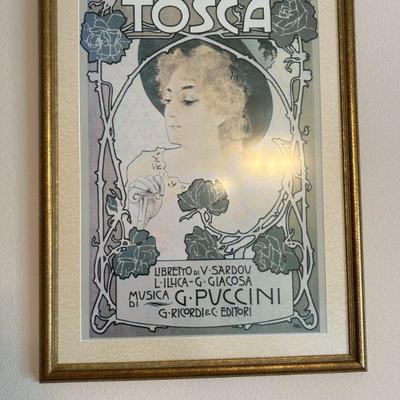 TOSCA
LIBRETTO DI V. SARDOU
L. ILLICA - G. GIACOSA
MUSICA DI G. PUCCINI
G. RICORDI & C. EDITORI